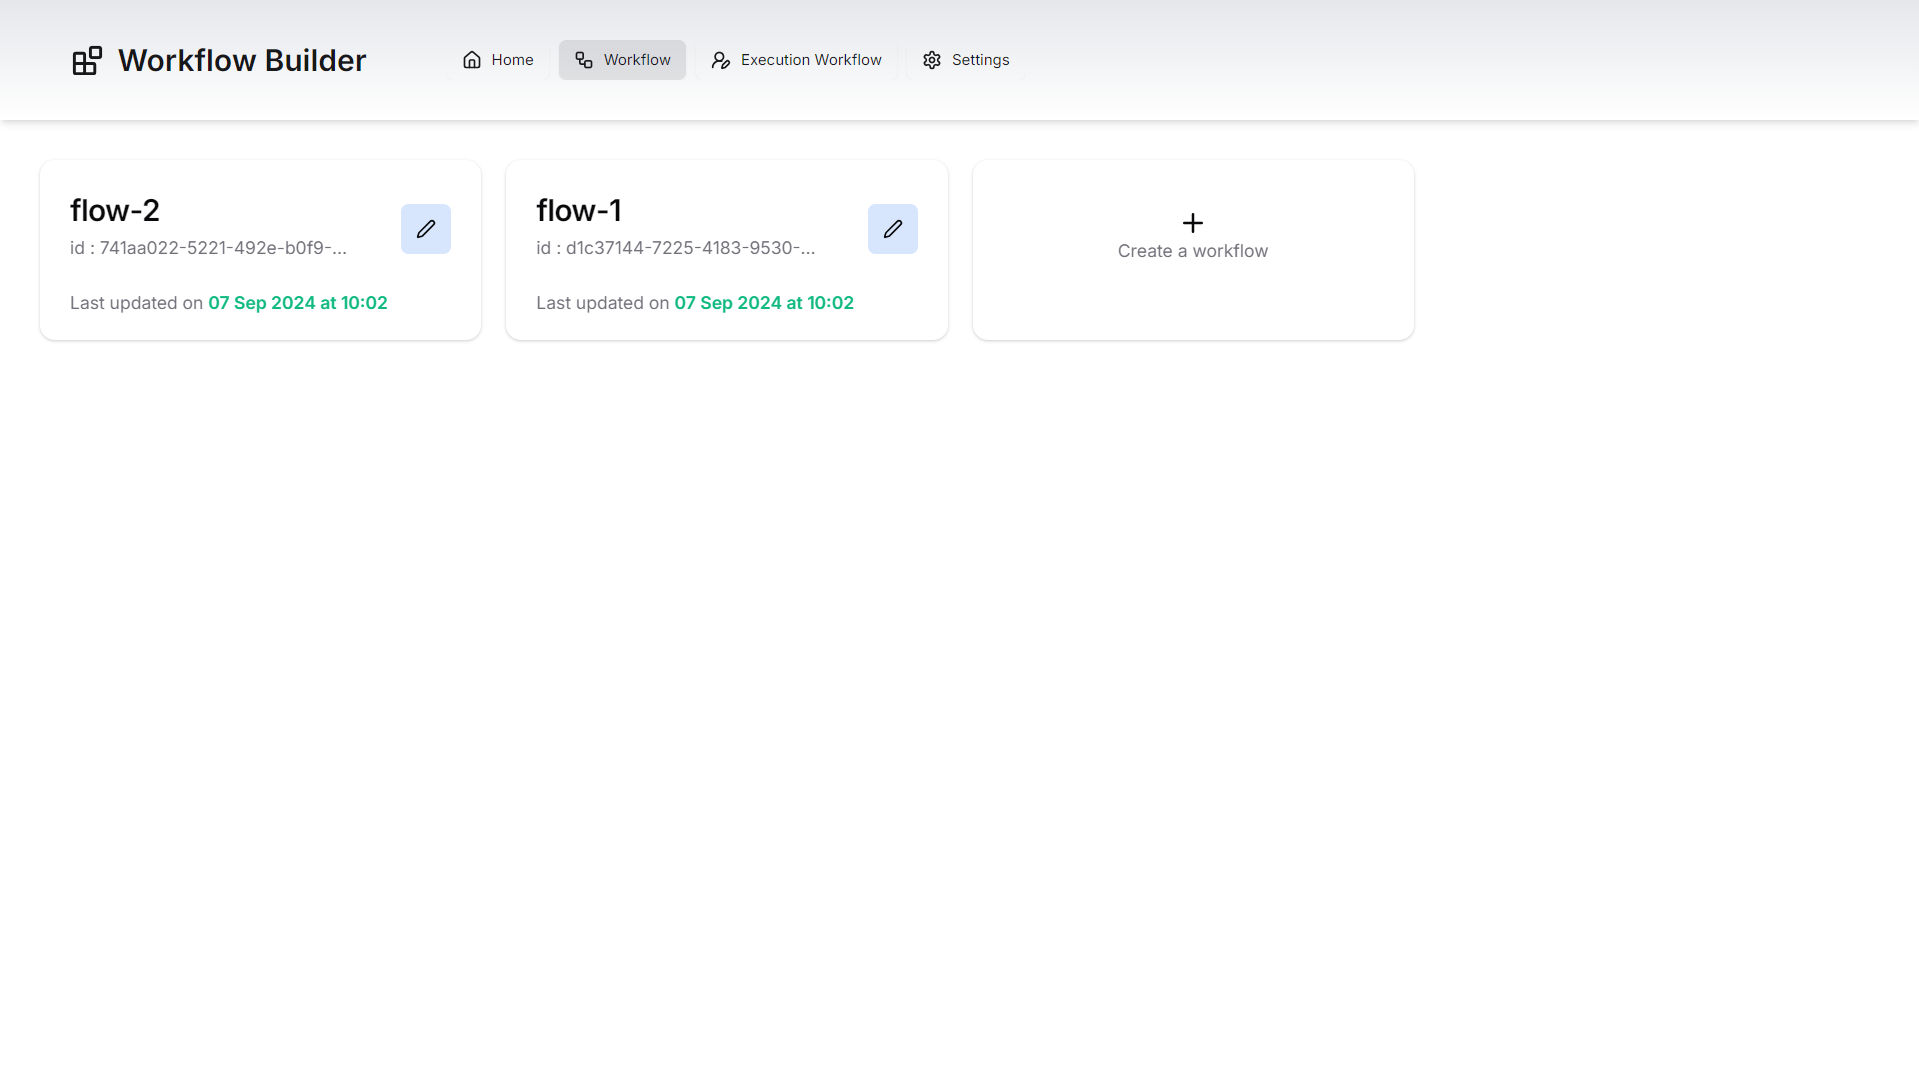 Workflow Builder
Home
Workflow
Execution Workflow
Settings
flow-2
id : 741aa022-5221-492e-b0f9-...
Last updated on 07 Sep 2024 at 10:02
flow-1
id : d1c37144-7225-4183-9530-...
Last updated on 07 Sep 2024 at 10:02
Create a workflow